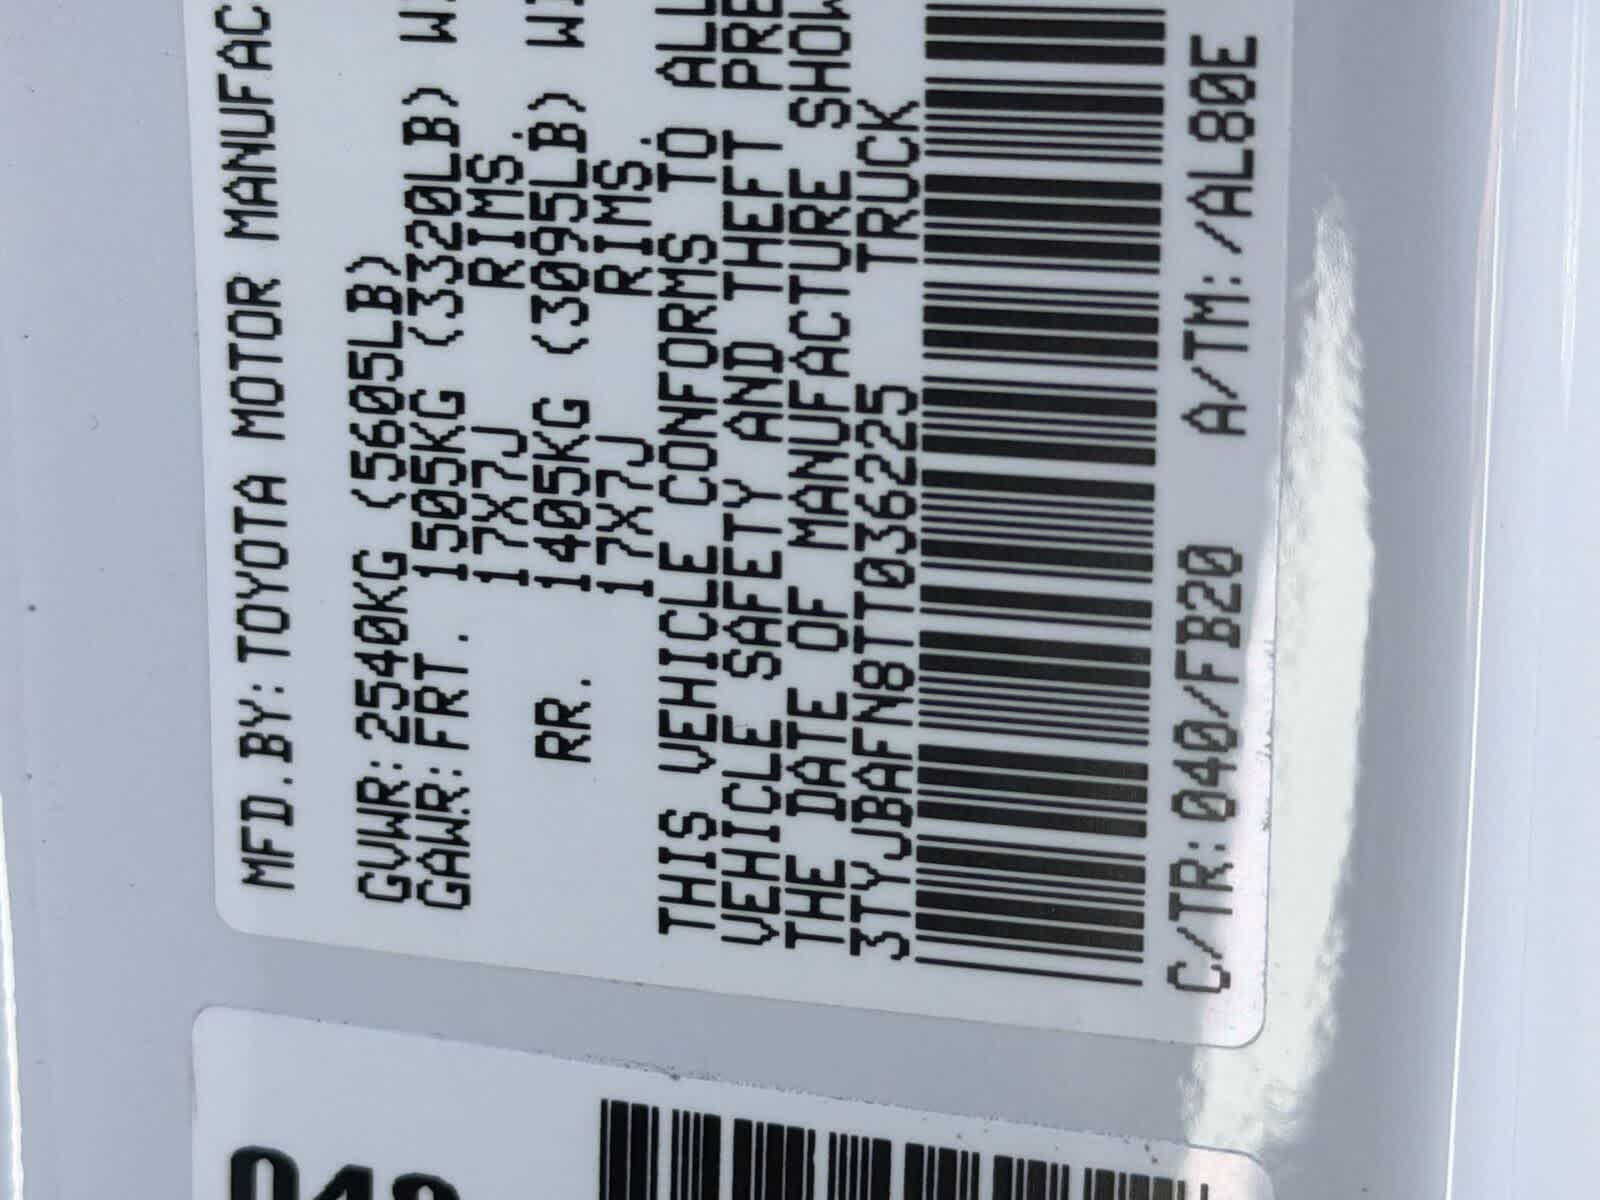 MFD.BY:TOYOTA MOTOR MANUFAC
GVWR:2540KG (5605LB)
GAWR:FRT. 1505KG (3320LB)
17X7J RIMS.
RR. 1405KG (3095LB)
17X7J RIMS.
THIS VEHICLE CONFORMS TO ALL
VEHICLE SAFETY AND THEFT PRE
THE DATE OF MANUFACTURE SHOW
3TYJBAFN8TT036225 TRUCK
C/TR:040/FB20 A/TM:/AL80E